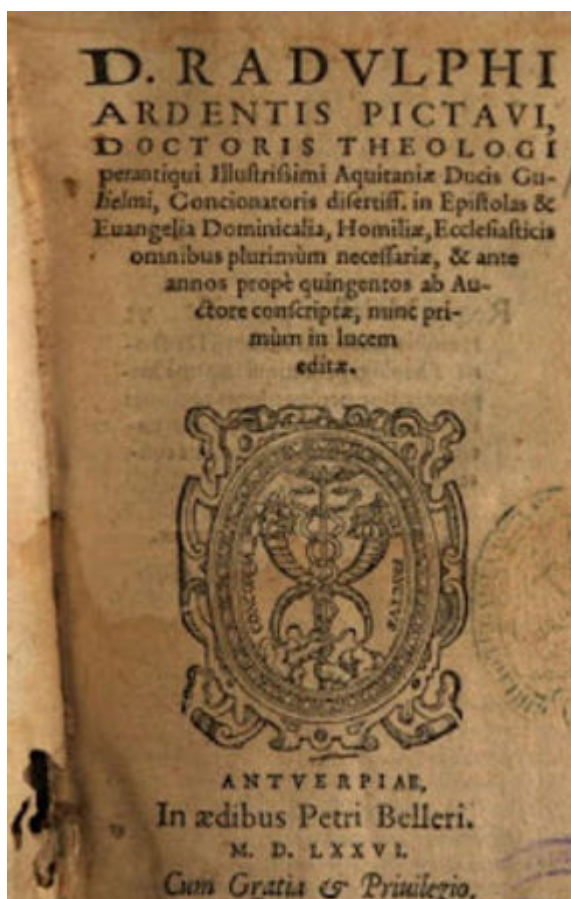 D. RADVLPHI
ARDENTIS PICTAVI,
DOCTORIS THEOLOGI
perantiqui Illustrißimi Aquitaniæ Ducis Gu-
lielmi, Concionatoris disertiss. in Epistolas &
Euangelia Dominicalia, Homiliæ, Ecclesiasticis
omnibus plurimùm necessariæ, & ante
annos propè quingentos ab Au-
ctore conscriptæ, nunc pri-
mùm in lucem
editæ.
CONCORDIÆ
FRVCTVS
ANTVERPIAE,
In ædibus Petri Belleri.
M. D. LXXVI.
Cum Gratia & Priuilegio.